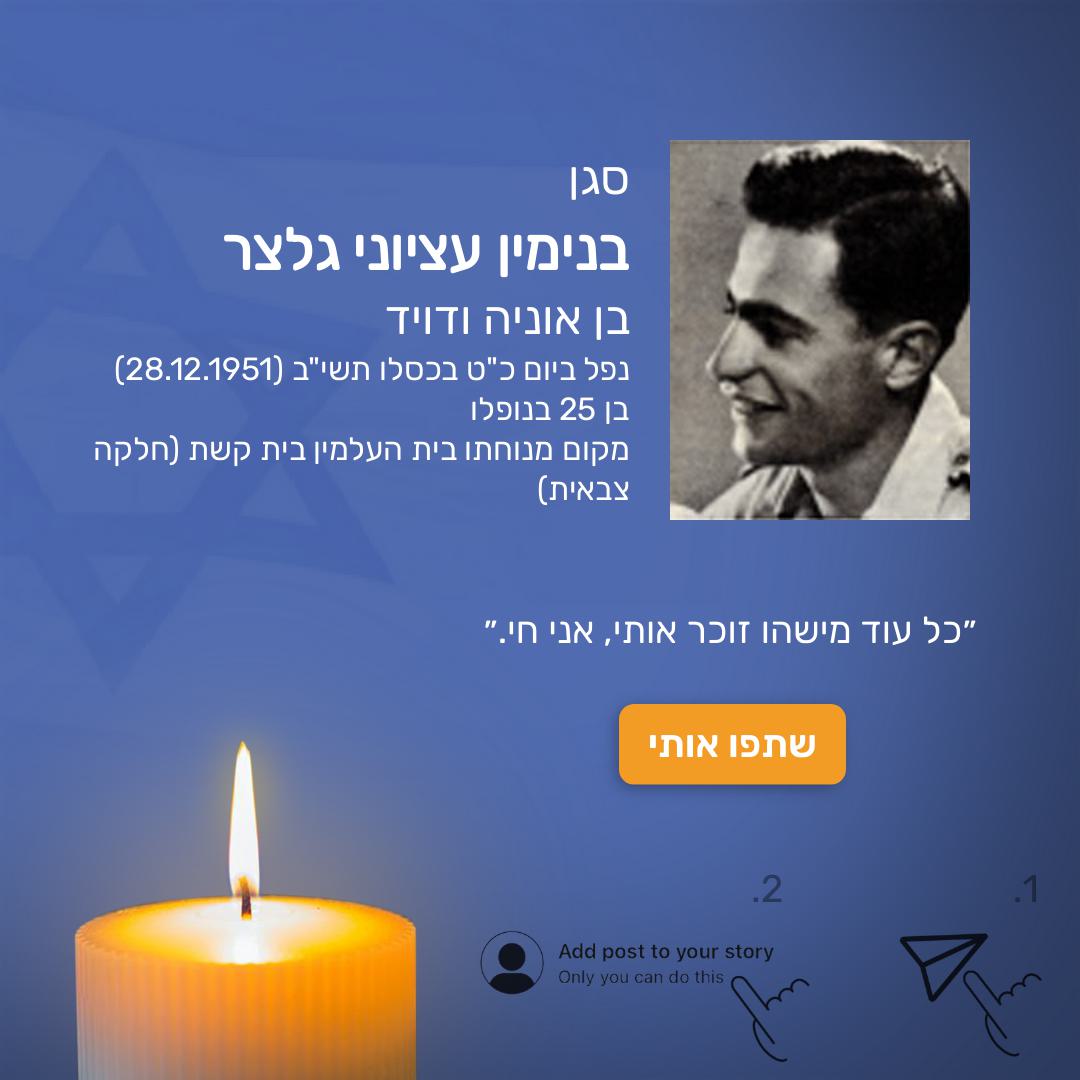 סגן
בנימין עציוני גלצר
בן אוניה ודויד
נפל ביום כ"ט בכסלו תשי"ב (28.12.1951)
בן 25 בנופלו
מקום מנוחתו בית העלמין בית קשת (חלקה
צבאית)
״כל עוד מישהו זוכר אותי, אני חי.״
שתפו אותי
.1
.2
Add post to your story
Only you can do this